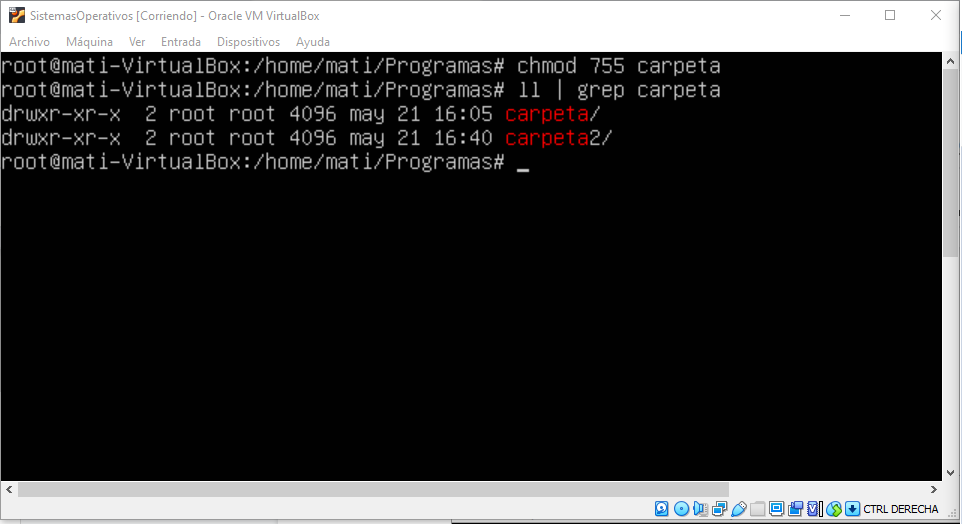 SistemasOperativos [Corriendo] - Oracle VM VirtualBox
Archivo Máquina Ver Entrada Dispositivos Ayuda
root@mati-VirtualBox:/home/mati/Programas# chmod 755 carpeta
root@mati-VirtualBox:/home/mati/Programas# ll | grep carpeta
drwxr-xr-x 2 root root 4096 may 21 16:05 carpeta/
drwxr-xr-x 2 root root 4096 may 21 16:40 carpeta2/
root@mati-VirtualBox:/home/mati/Programas# _
CTRL DERECHA